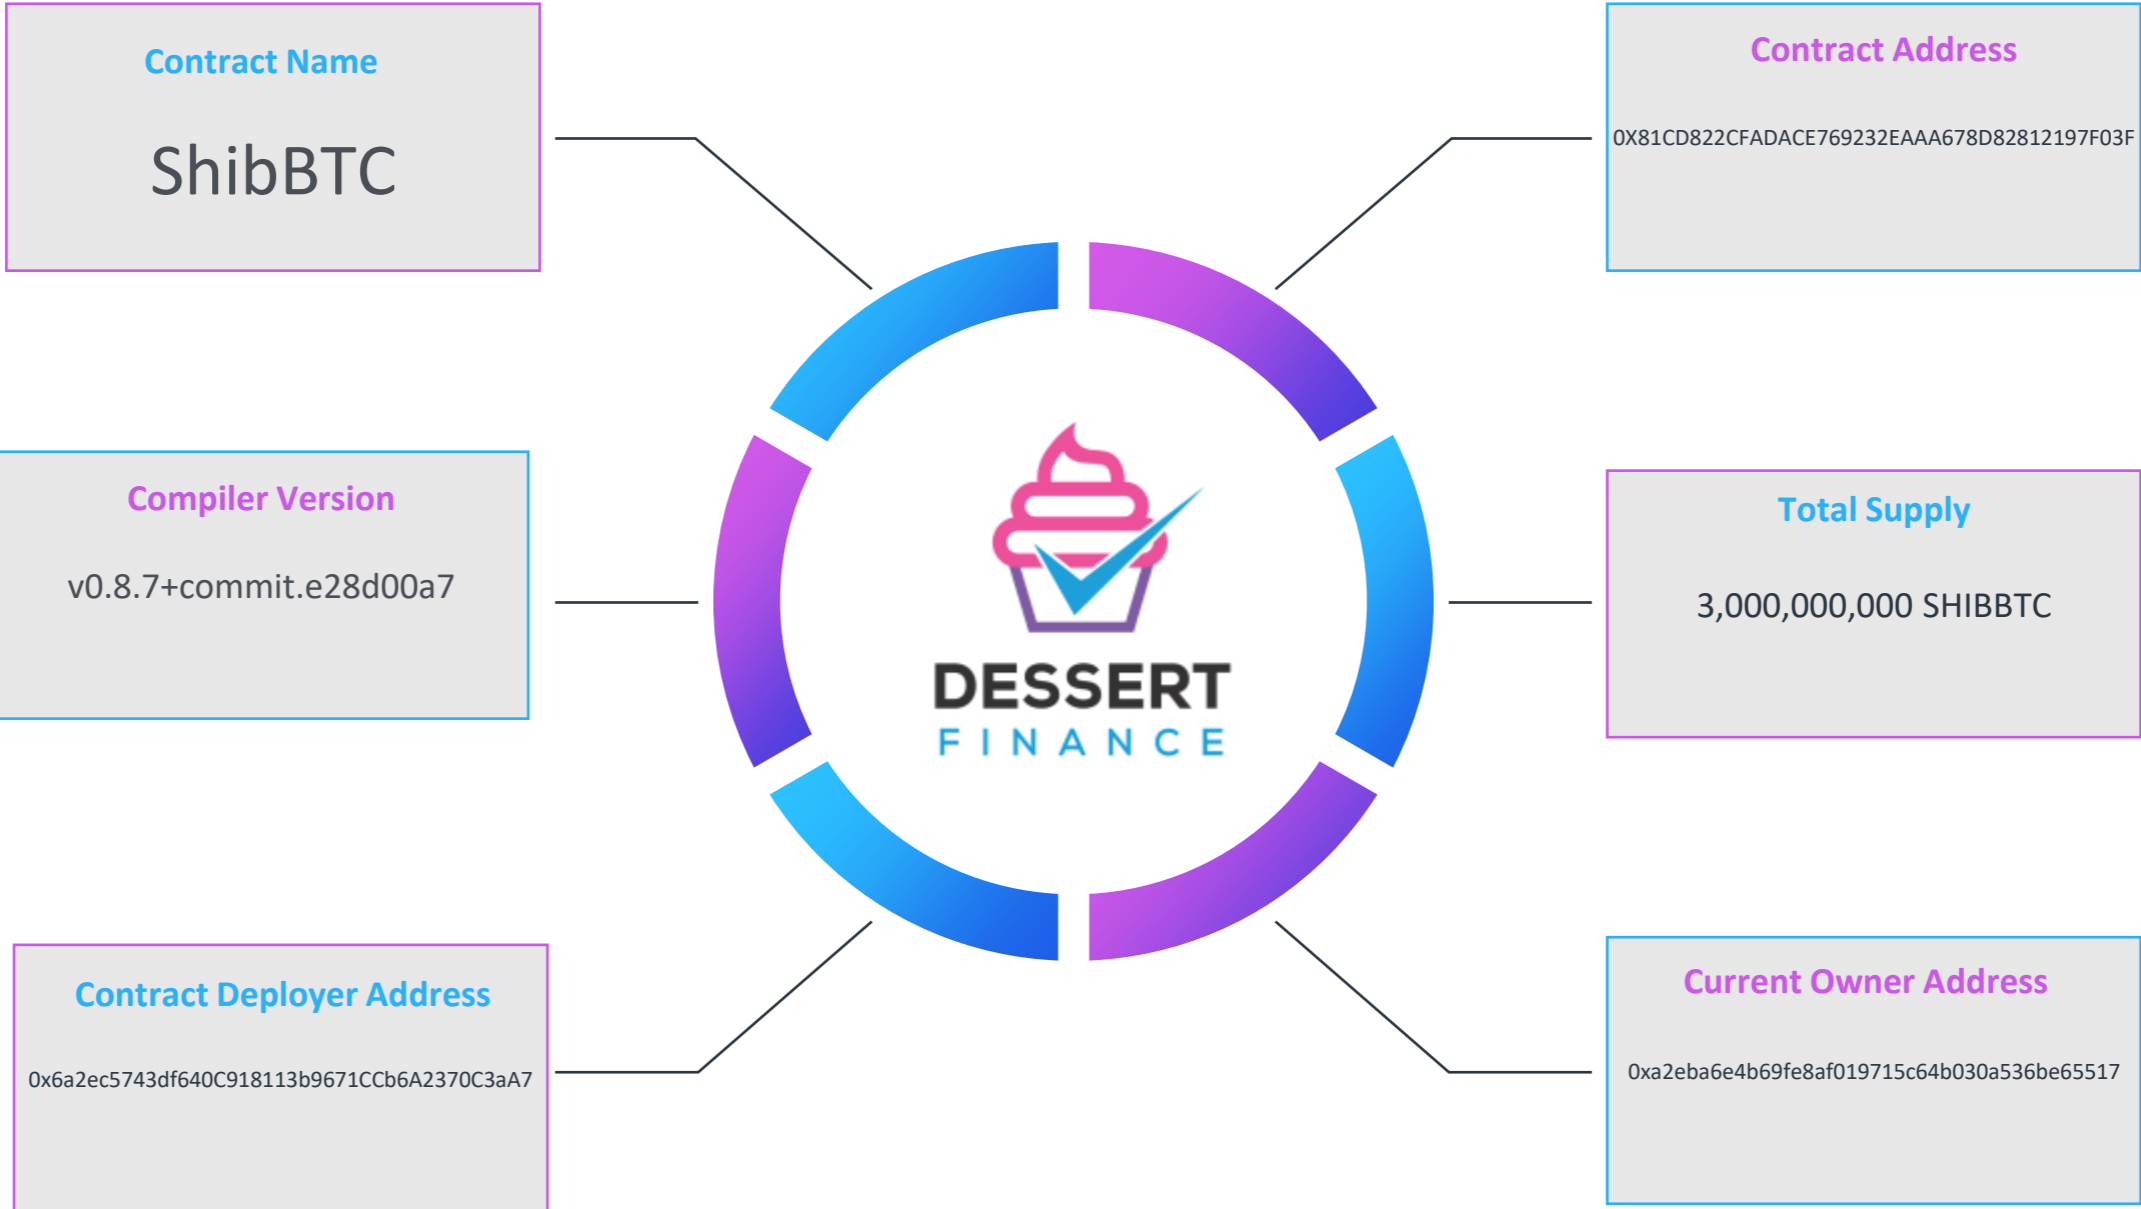 Contract Name
ShibBTC
Contract Address
0X81CD822CFADACE769232EAAA678D82812197F03F
Compiler Version
v0.8.7+commit.e28d00a7
DESSERT
FINANCE
Total Supply
3,000,000,000 SHIBBTC
Contract Deployer Address
0x6a2ec5743df640C918113b9671CCb6A2370C3aA7
Current Owner Address
0xa2eba6e4b69fe8af019715c64b030a536be65517